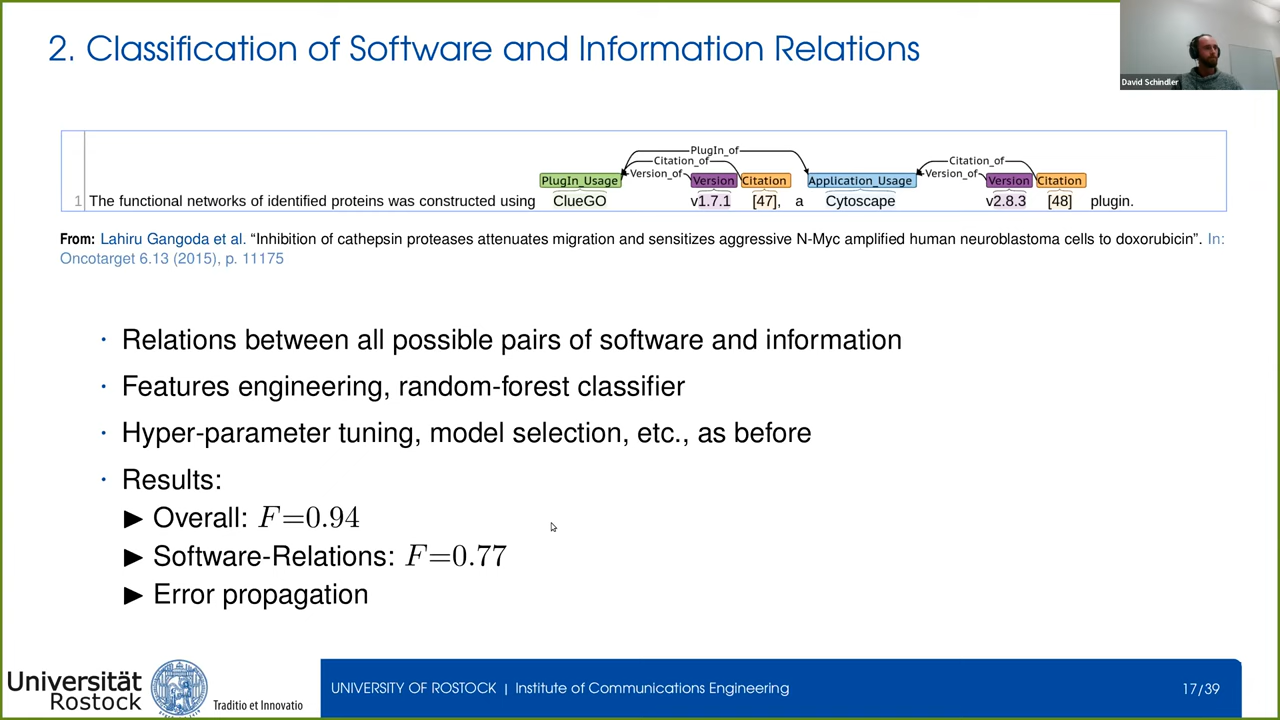 2. Classification of Software and Information Relations
David Schindler
PlugIn_of
Citation_of
Citation_of
Version_of
Version_of
PlugIn_Usage
Version
Citation
Application_Usage
Version
Citation
1 The functional networks of identified proteins was constructed using ClueGO v1.7.1 [47], a Cytoscape v2.8.3 [48] plugin.
From: Lahiru Gangoda et al. “Inhibition of cathepsin proteases attenuates migration and sensitizes aggressive N-Myc amplified human neuroblastoma cells to doxorubicin”. In:
Oncotarget 6.13 (2015), p. 11175
· Relations between all possible pairs of software and information
· Features engineering, random-forest classifier
· Hyper-parameter tuning, model selection, etc., as before
· Results:
▶ Overall: F=0.94
▶ Software-Relations: F=0.77
▶ Error propagation
Universität
Rostock
Traditio et Innovatio
UNIVERSITY OF ROSTOCK | Institute of Communications Engineering
17/39